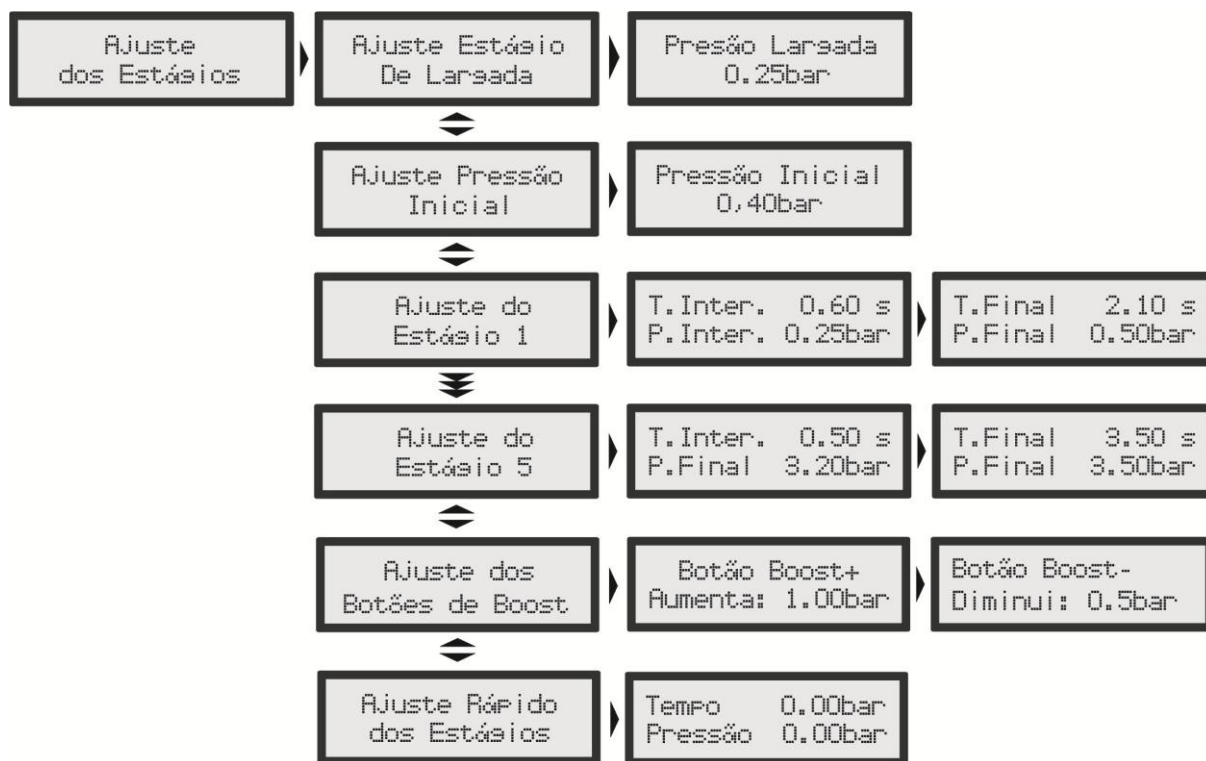 Ajuste
dos Estágios
Ajuste Estágio
De Largada
Presão Largada
0.25bar
Ajuste Pressão
Inicial
Pressão Inicial
0,40bar
Ajuste do
Estágio 1
T.Inter. 0.60 s
P.Inter. 0.25bar
T.Final 2.10 s
P.Final 0.50bar
Ajuste do
Estágio 5
T.Inter. 0.50 s
P.Final 3.20bar
T.Final 3.50 s
P.Final 3.50bar
Ajuste dos
Botões de Boost
Botão Boost+
Aumenta: 1.00bar
Botão Boost-
Diminui: 0.5bar
Ajuste Rápido
dos Estágios
Tempo 0.00bar
Pressão 0.00bar